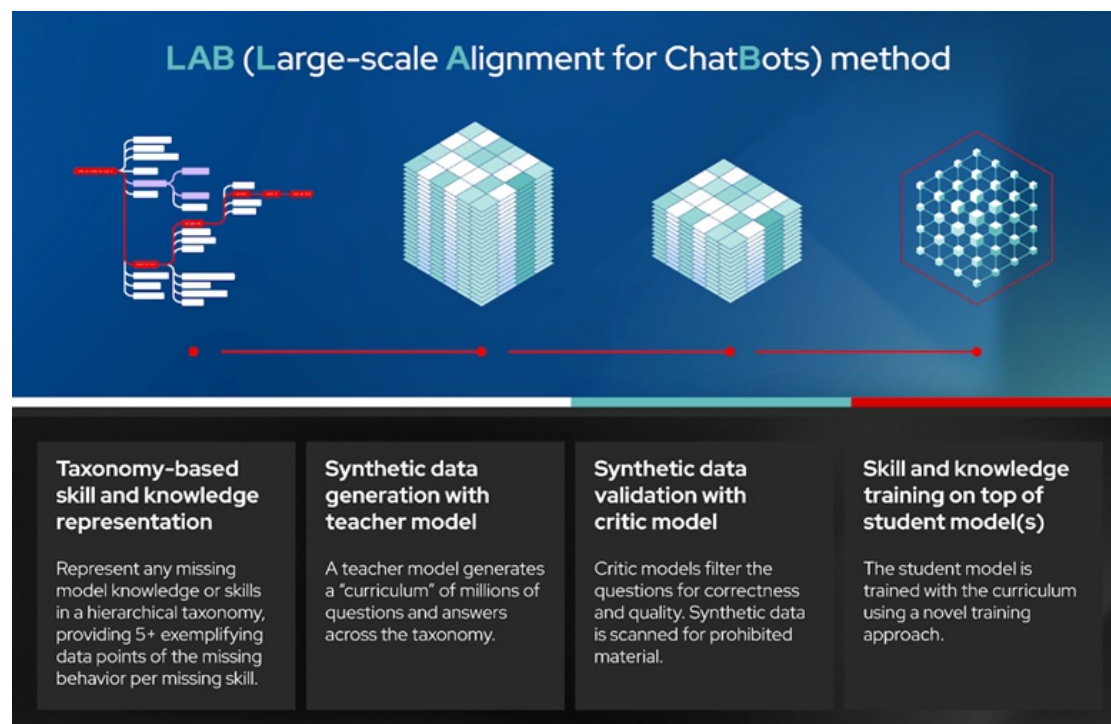 LAB (Large-scale Alignment for ChatBots) method
Taxonomy-based
skill and knowledge
representation
Represent any missing
model knowledge or skills
in a hierarchical taxonomy,
providing 5+ exemplifying
data points of the missing
behavior per missing skill.
Synthetic data
generation with
teacher model
A teacher model generates
a “curriculum” of millions of
questions and answers
across the taxonomy.
Synthetic data
validation with
critic model
Critic models filter the
questions for correctness
and quality. Synthetic data
is scanned for prohibited
material.
Skill and knowledge
training on top of
student model(s)
The student model is
trained with the curriculum
using a novel training
approach.